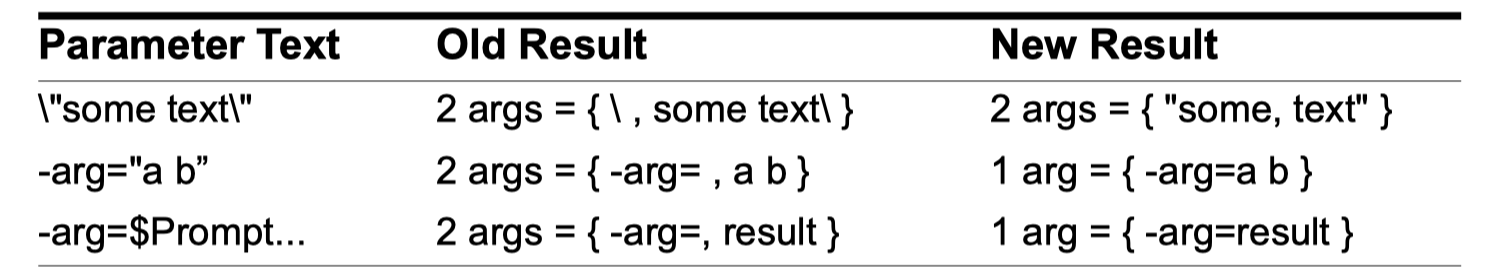 Parameter Text Old Result New Result
\"some text\" 2 args = { \ , some text\ } 2 args = { "some, text" }
-arg="a b” 2 args = { -arg= , a b } 1 arg = { -arg=a b }
-arg=$Prompt... 2 args = { -arg=, result } 1 arg = { -arg=result }